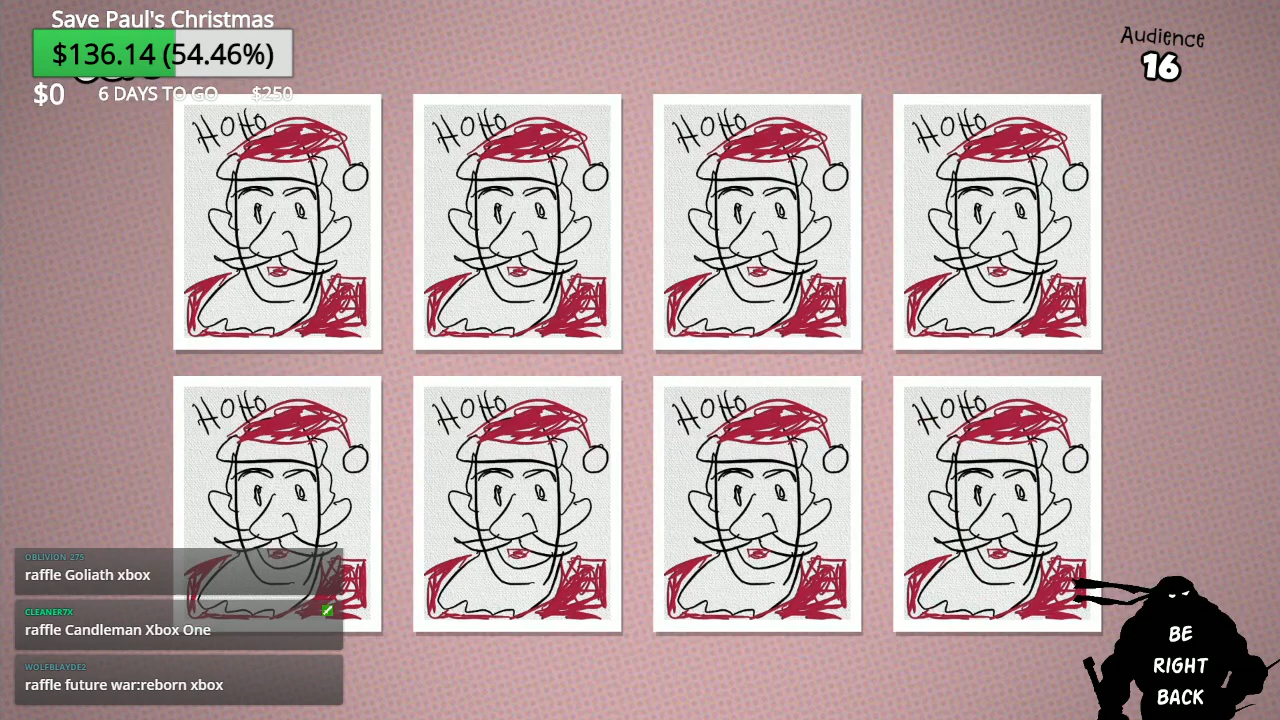 Save Paul's Christmas
$136.14 (54.46%)
$0 6 DAYS TO GO $250
Audience
16
HOHO HOHO HOHO HOHO
HOHO HOHO HOHO HOHO
OBLIVION_275
raffle Goliath xbox
CLEANER7X
raffle Candleman Xbox One
WOLFBLAYDE2
raffle future war:reborn xbox
BE
RIGHT
BACK